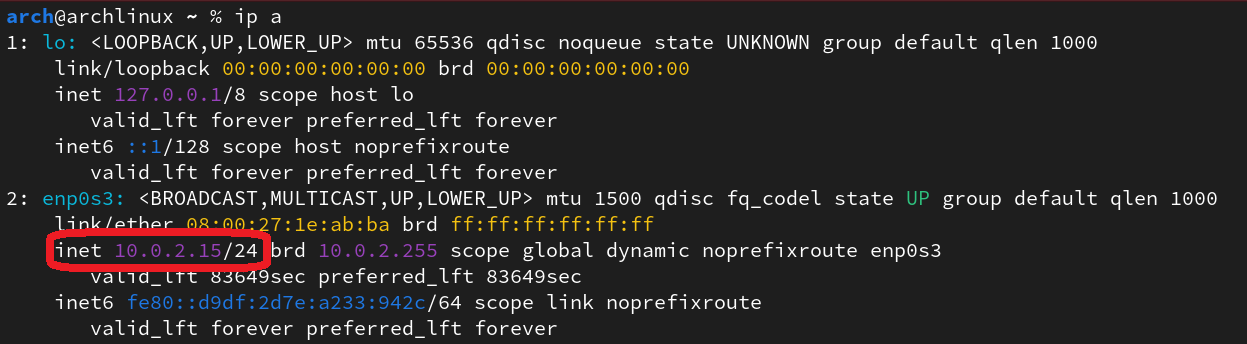 arch@archlinux ~ % ip a
1: lo: <LOOPBACK,UP,LOWER_UP> mtu 65536 qdisc noqueue state UNKNOWN group default qlen 1000
link/loopback 00:00:00:00:00:00 brd 00:00:00:00:00:00
inet 127.0.0.1/8 scope host lo
valid_lft forever preferred_lft forever
inet6 ::1/128 scope host noprefixroute
valid_lft forever preferred_lft forever
2: enp0s3: <BROADCAST,MULTICAST,UP,LOWER_UP> mtu 1500 qdisc fq_codel state UP group default qlen 1000
link/ether 08:00:27:1e:ab:ba brd ff:ff:ff:ff:ff:ff
inet 10.0.2.15/24 brd 10.0.2.255 scope global dynamic noprefixroute enp0s3
valid_lft 83649sec preferred_lft 83649sec
inet6 fe80::d9df:2d7e:a233:942c/64 scope link noprefixroute
valid_lft forever preferred_lft forever